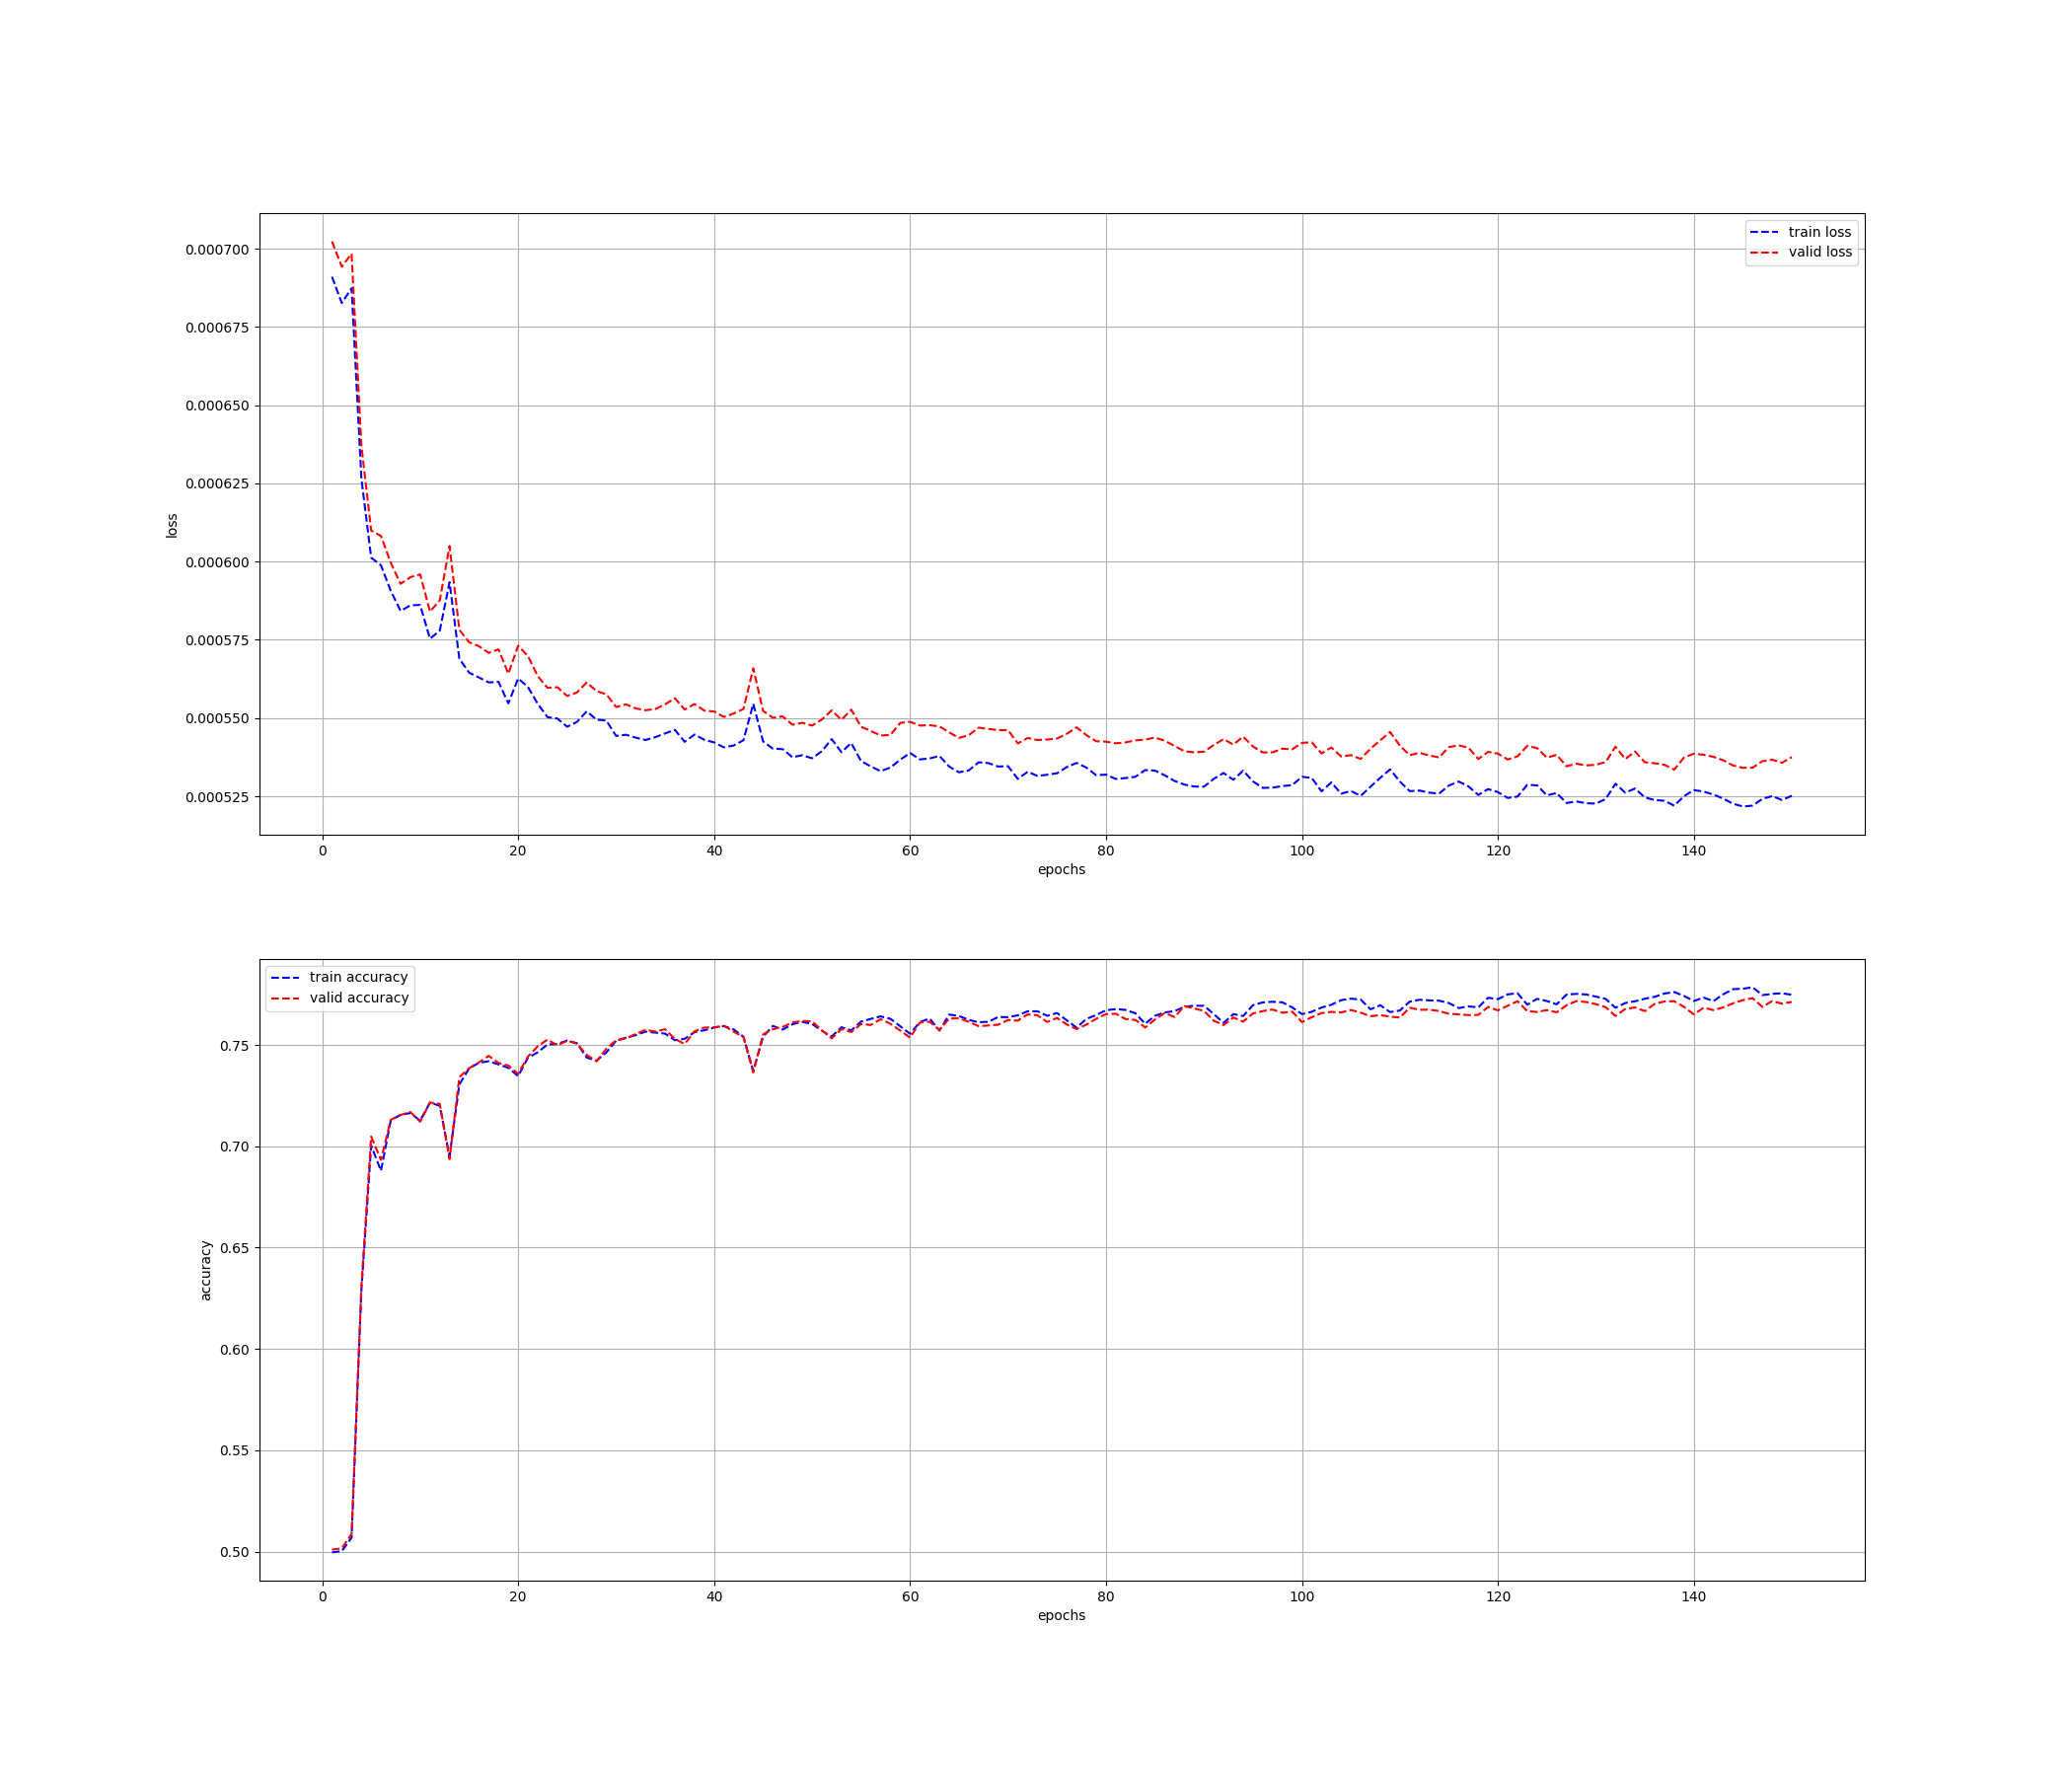 train loss
valid loss
0.000700
0.000675
0.000650
0.000625
0.000600
0.000575
0.000550
0.000525
loss
0 20 40 60 80 100 120 140
epochs
train accuracy
valid accuracy
0.75
0.70
0.65
0.60
0.55
0.50
accuracy
0 20 40 60 80 100 120 140
epochs